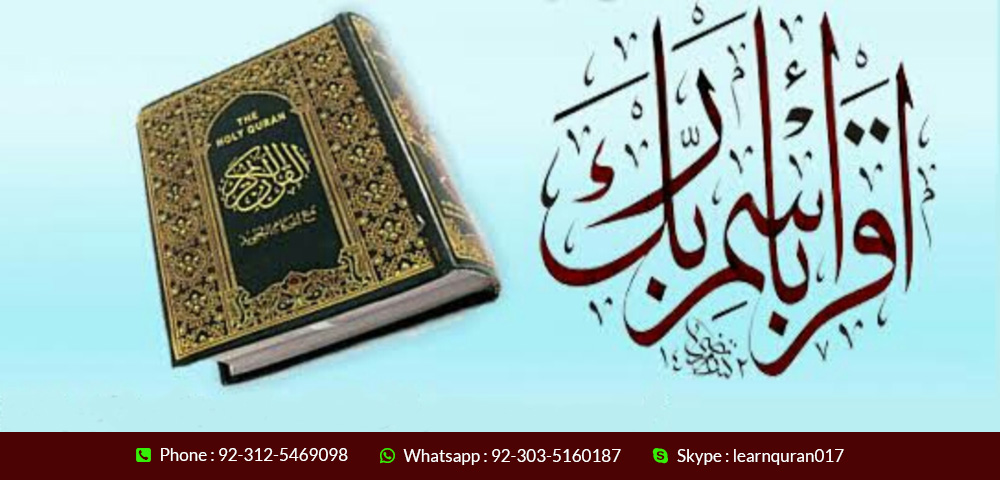 THE
HOLY QURAN
القرآن الكريم
اقرأ باسم ربك
Phone : 92-312-5469098 Whatsapp : 92-303-5160187 Skype : learnquran017